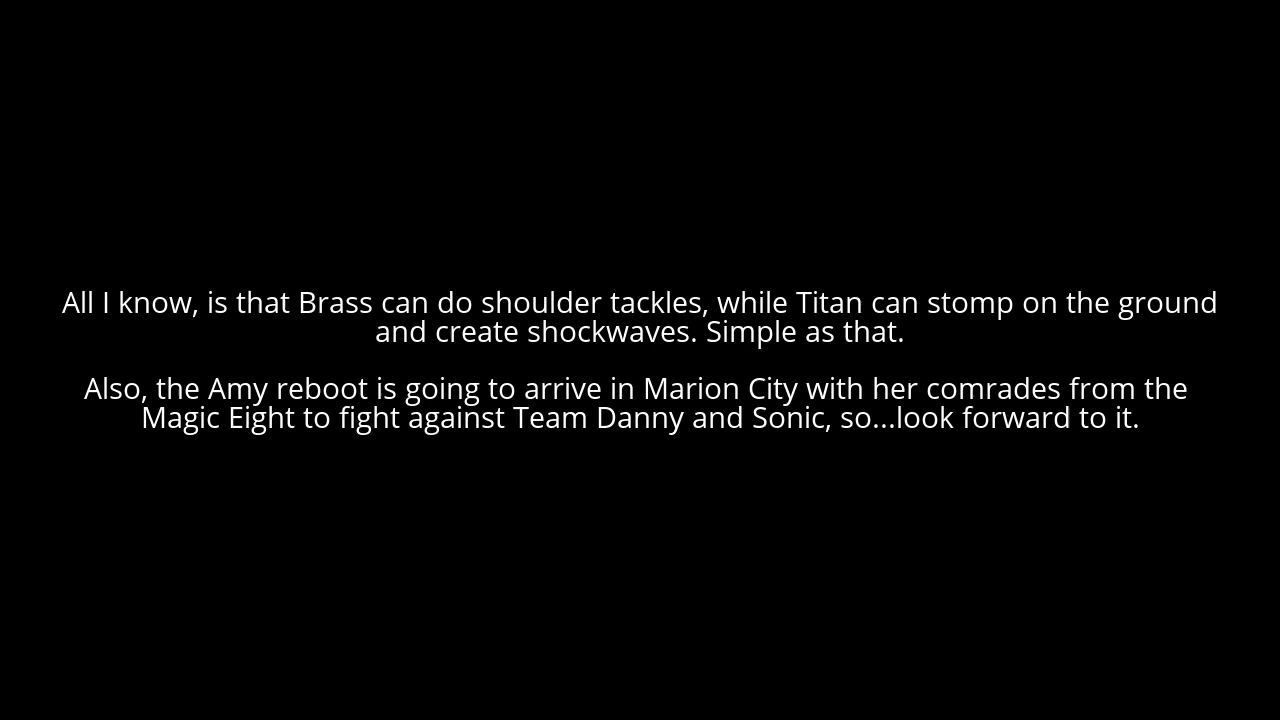 All I know, is that Brass can do shoulder tackles, while Titan can stomp on the ground
and create shockwaves. Simple as that.
Also, the Amy reboot is going to arrive in Marion City with her comrades from the
Magic Eight to fight against Team Danny and Sonic, so...look forward to it.